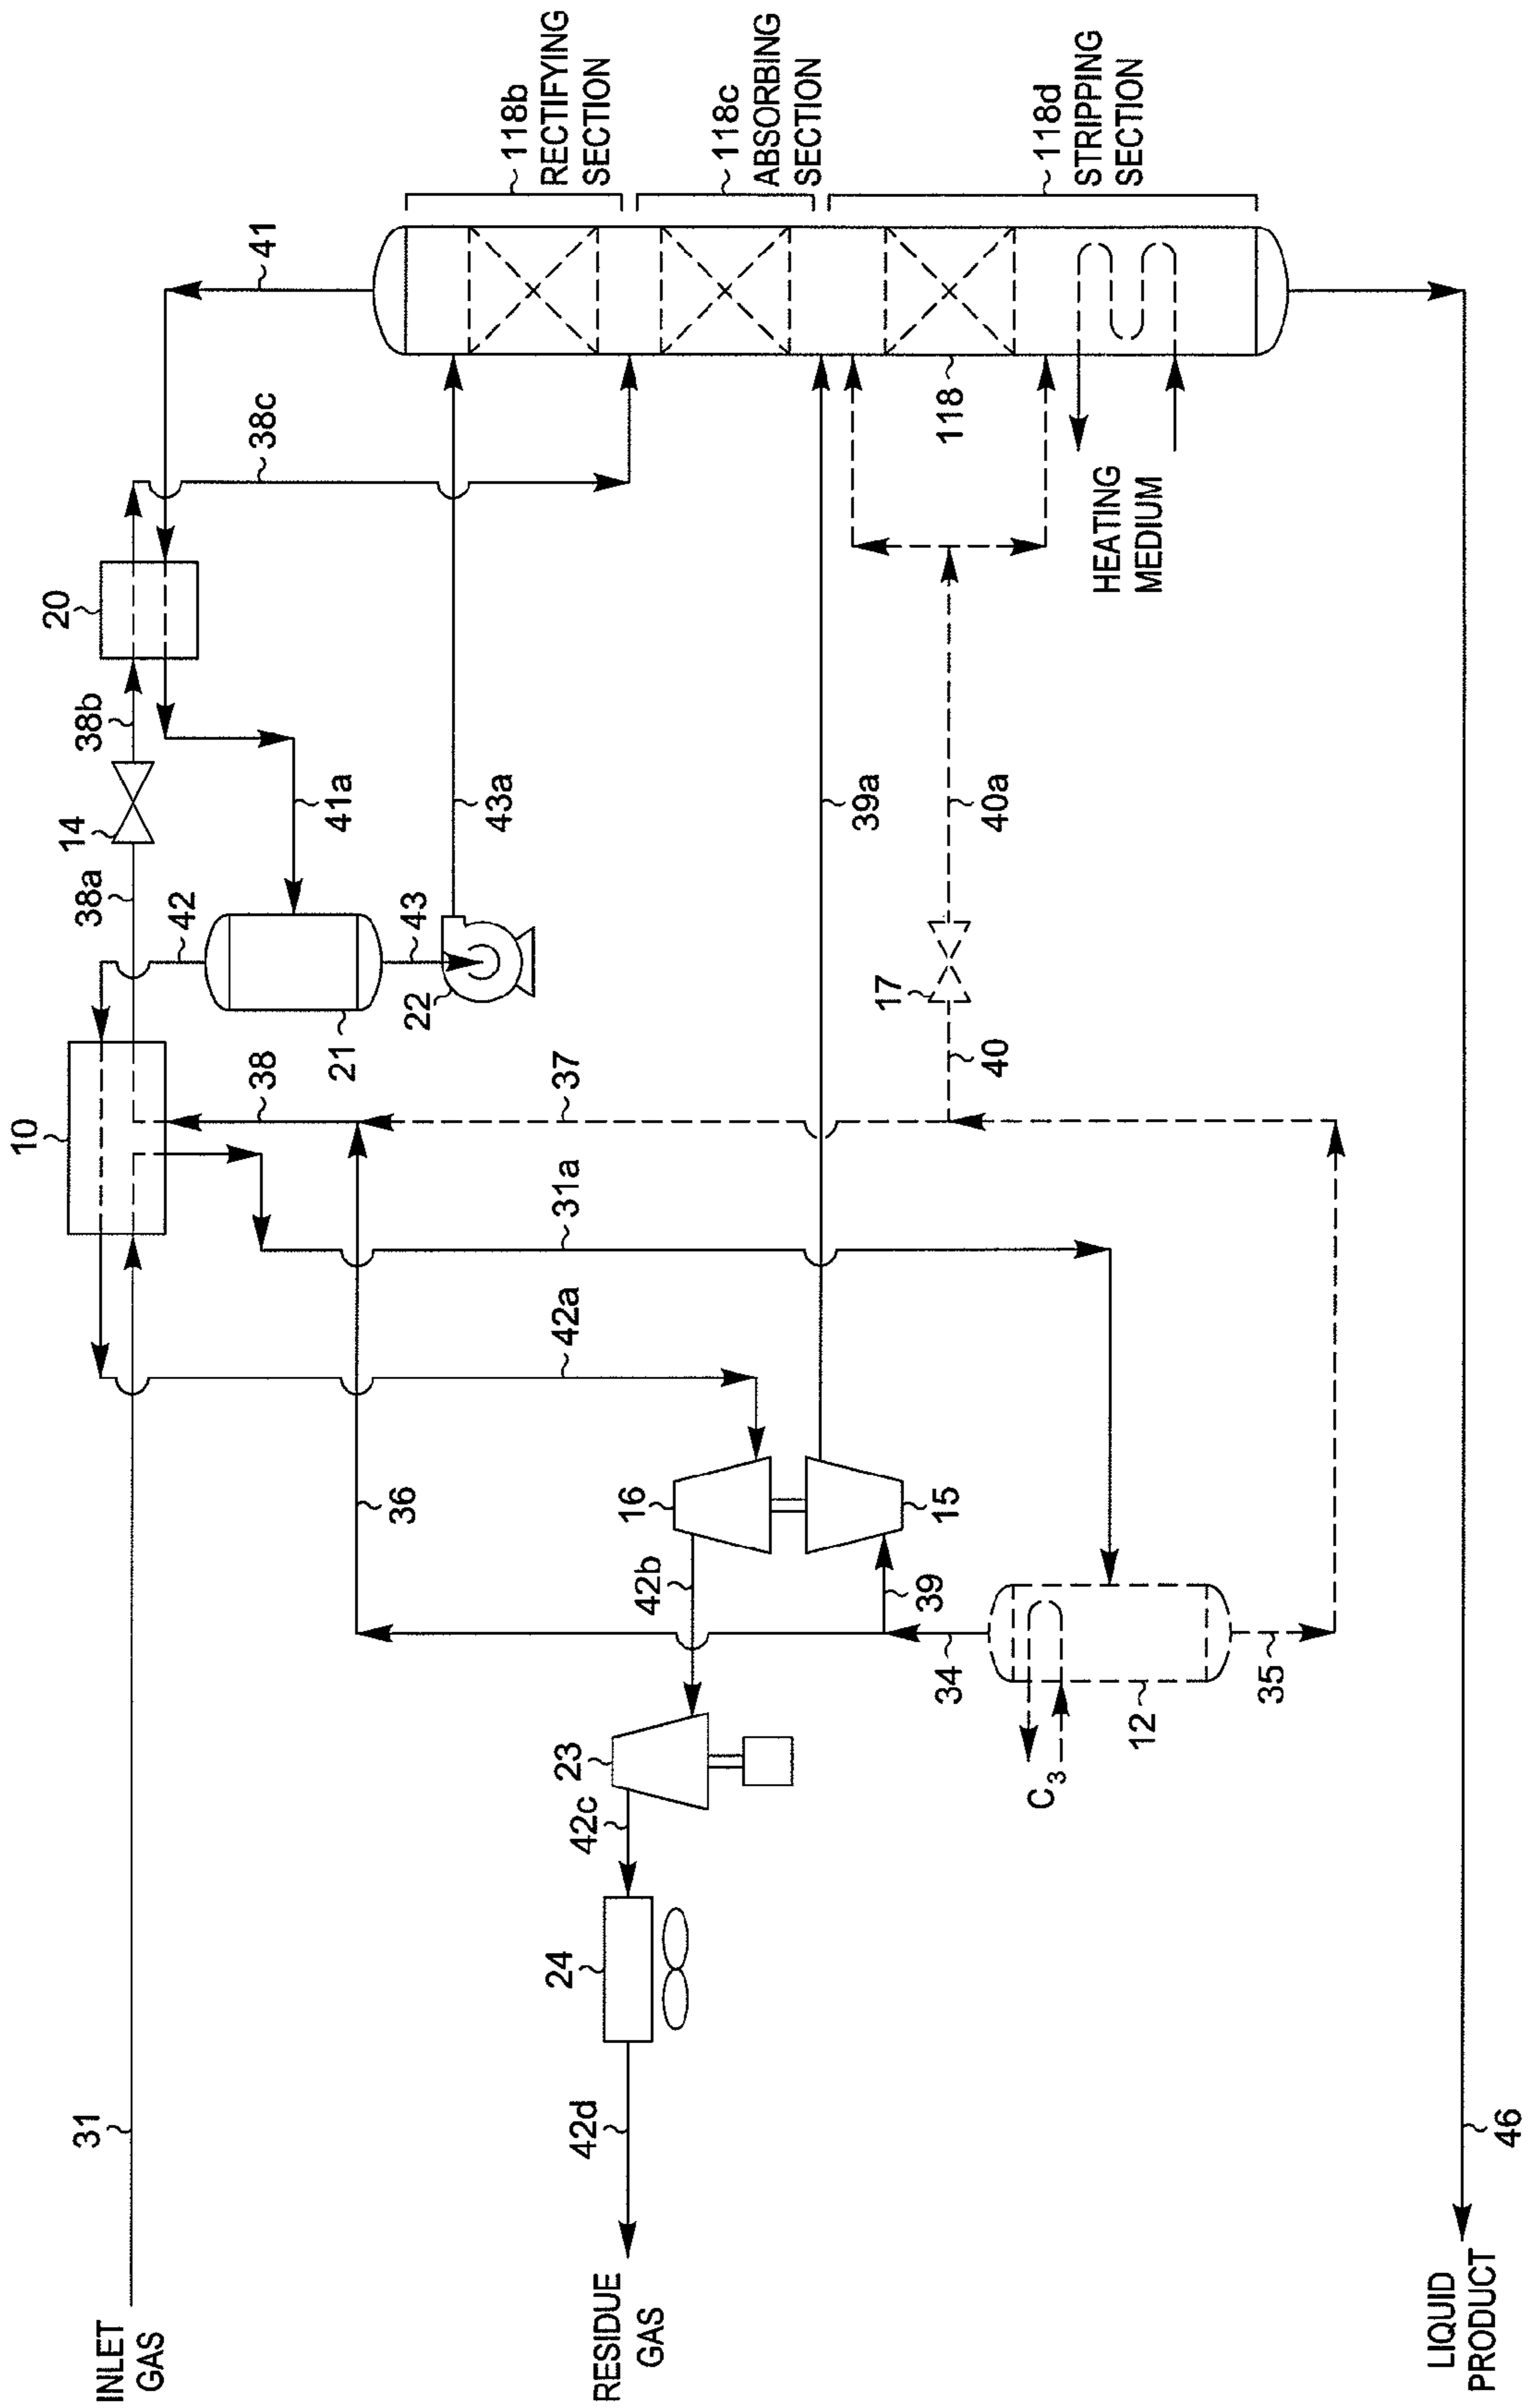 INLET
GAS
31
10
38a
14
38b
20
38c
41
118b
RECTIFYING
SECTION
118c
ABSORBING
SECTION
118d
STRIPPING
SECTION
42
21
41a
43
22
43a
38
31a
37
42a
36
16
15
39a
39
42b
40
17
40a
118
HEATING
MEDIUM
34
12
C3
35
23
42c
24
42d
RESIDUE
GAS
46
LIQUID
PRODUCT